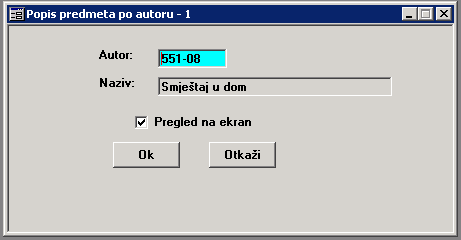 Popis predmeta po autoru - 1
Autor: 551-08
Naziv: Smještaj u dom
Pregled na ekran
Ok Otkaži